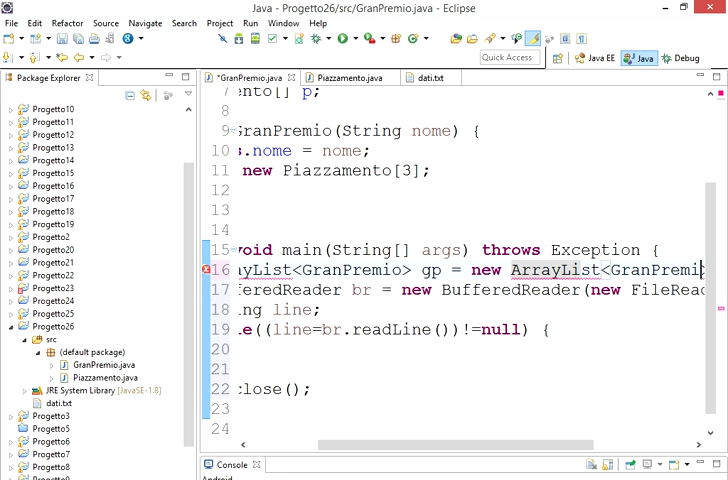 Java - Progetto26/src/GranPremio.java - Eclipse
File Edit Refactor Source Navigate Search Project Run Window Help
Quick Access
Java EE
Java
Debug
Package Explorer
*GranPremio.java
Piazzamento.java
dati.txt
Progetto10
Progetto11
Progetto12
Progetto13
Progetto14
Progetto15
Progetto16
Progetto17
Progetto18
Progetto19
Progetto2
Progetto20
Progetto21
Progetto22
Progetto23
Progetto24
Progetto25
Progetto26
src
(default package)
GranPremio.java
Piazzamento.java
JRE System Library [JavaSE-1.8]
dati.txt
Progetto3
Progetto5
Progetto6
Progetto7
Progetto8
7 ento[] p;
8
9 GranPremio(String nome) {
10 s.nome = nome;
11 new Piazzamento[3];
12
13
14
15 void main(String[] args) throws Exception {
16 ayList<GranPremio> gp = new ArrayList<GranPremi
17 feredReader br = new BufferedReader(new FileRead
18 ng line;
19 le((line=br.readLine())!=null) {
20
21
22 close();
23
24
Console